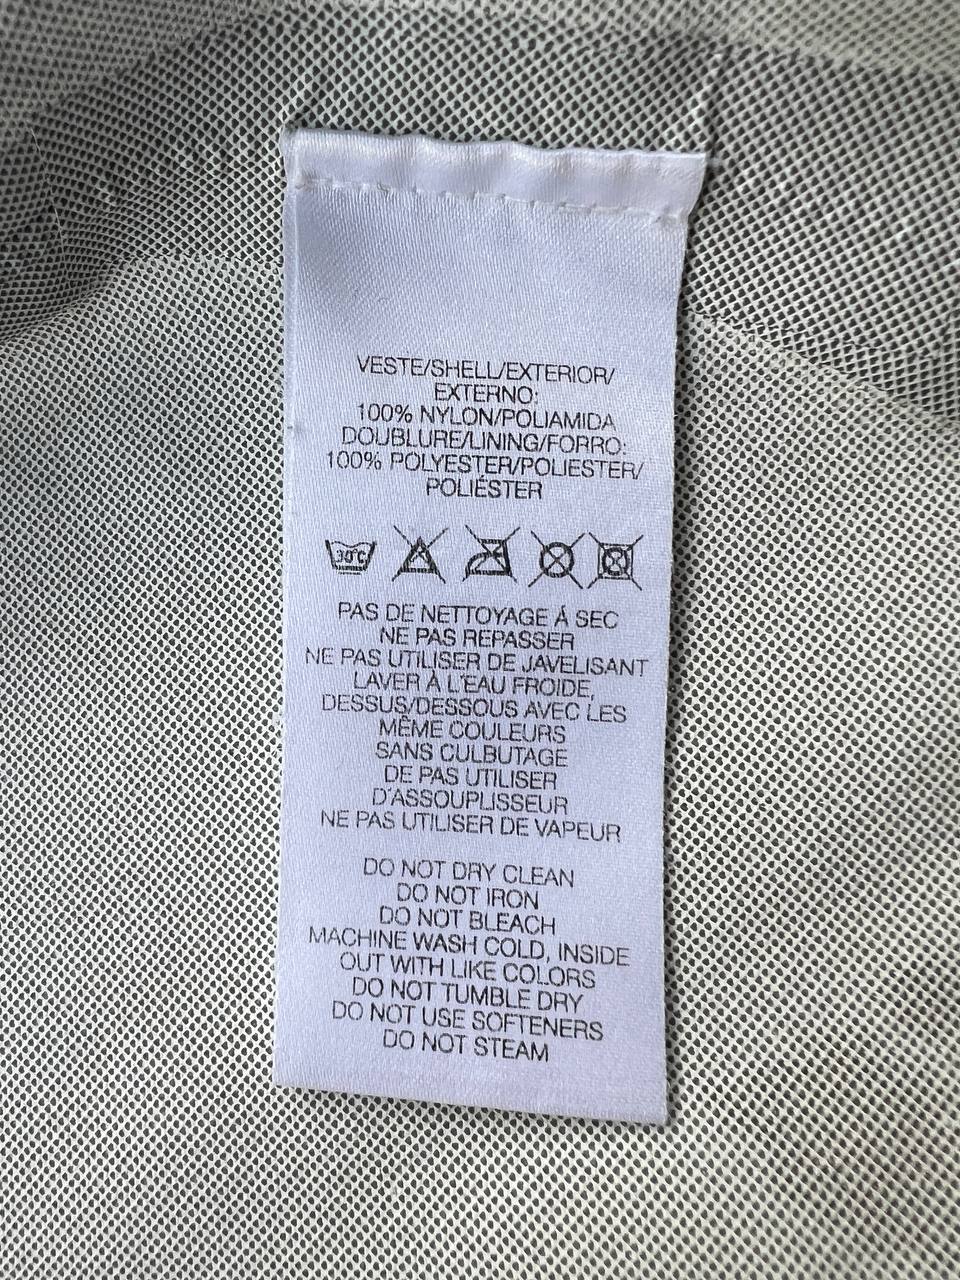 VESTE/SHELL/EXTERIOR/
EXTERNO:
100% NYLON/POLIAMIDA
DOUBLURE/LINING/FORRO:
100% POLYESTER/POLIESTER/
POLIÉSTER
30°C
PAS DE NETTOYAGE Á SEC
NE PAS REPASSER
NE PAS UTILISER DE JAVELISANT
LAVER À L'EAU FROIDE,
DESSUS/DESSOUS AVEC LES
MÊME COULEURS
SANS CULBUTAGE
DE PAS UTILISER
D'ASSOUPLISSEUR
NE PAS UTILISER DE VAPEUR
DO NOT DRY CLEAN
DO NOT IRON
DO NOT BLEACH
MACHINE WASH COLD, INSIDE
OUT WITH LIKE COLORS
DO NOT TUMBLE DRY
DO NOT USE SOFTENERS
DO NOT STEAM